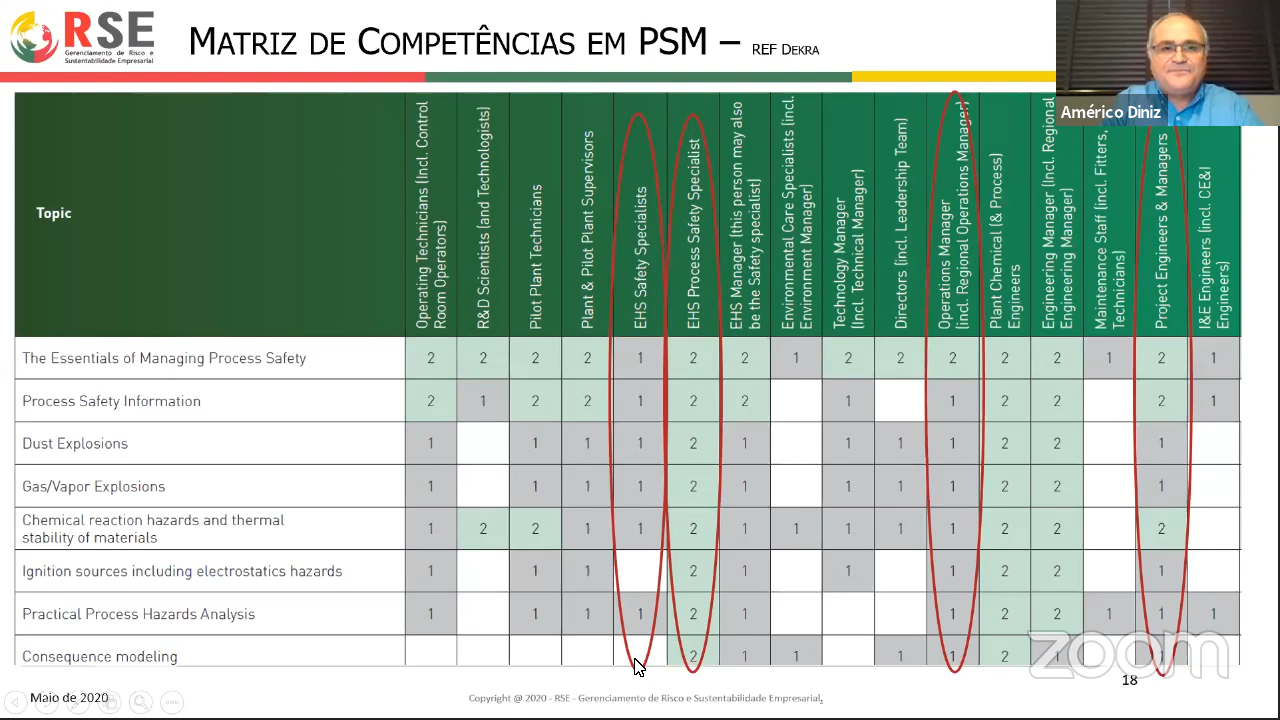 RSE
Gerenciamento de Risco e
Sustentabilidade Empresarial
MATRIZ DE COMPETÊNCIAS EM PSM – REF DEKRA
Américo Diniz
Topic
Operating Technicians (Incl. Control
Room Operators)
R&D Scientists (and Technologists)
Pilot Plant Technicians
Plant & Pilot Plant Supervisors
EHS Safety Specialists
EHS Process Safety Specialist
EHS Manager (this person may also
be the Safety specialist)
Environmental Care Specialists (incl.
Environment Manager)
Technology Manager
(Incl. Technical Manager)
Directors (incl. Leadership Team)
Operations Manager
(incl. Regional Operations Manager)
Plant Chemical (& Process)
Engineers
Engineering Manager (Incl. Regional
Engineering Manager)
Maintenance Staff (incl. Fitters,
Technicians)
Project Engineers & Managers
I&E Engineers (incl. CE&I
Engineers)
The Essentials of Managing Process Safety 2 2 2 2 1 2 2 1 2 2 2 2 2 1 2 1
Process Safety Information 2 1 2 2 1 2 2 1 1 2 2 2 1
Dust Explosions 1 1 1 1 2 1 1 1 1 2 2 1
Gas/Vapor Explosions 1 1 1 1 2 1 1 1 1 2 2 1
Chemical reaction hazards and thermal
stability of materials 1 2 2 1 1 2 1 1 1 1 1 2 2 2
Ignition sources including electrostatics hazards 1 1 1 2 1 1 1 2 2 1
Practical Process Hazards Analysis 1 1 1 1 2 1 1 2 2 1 1 1
Consequence modeling 2 1 1 1 1 2 1 1
zoom
Maio de 2020
Copyright @ 2020 - RSE - Gerenciamento de Risco e Sustentabilidade Empresarial.
18